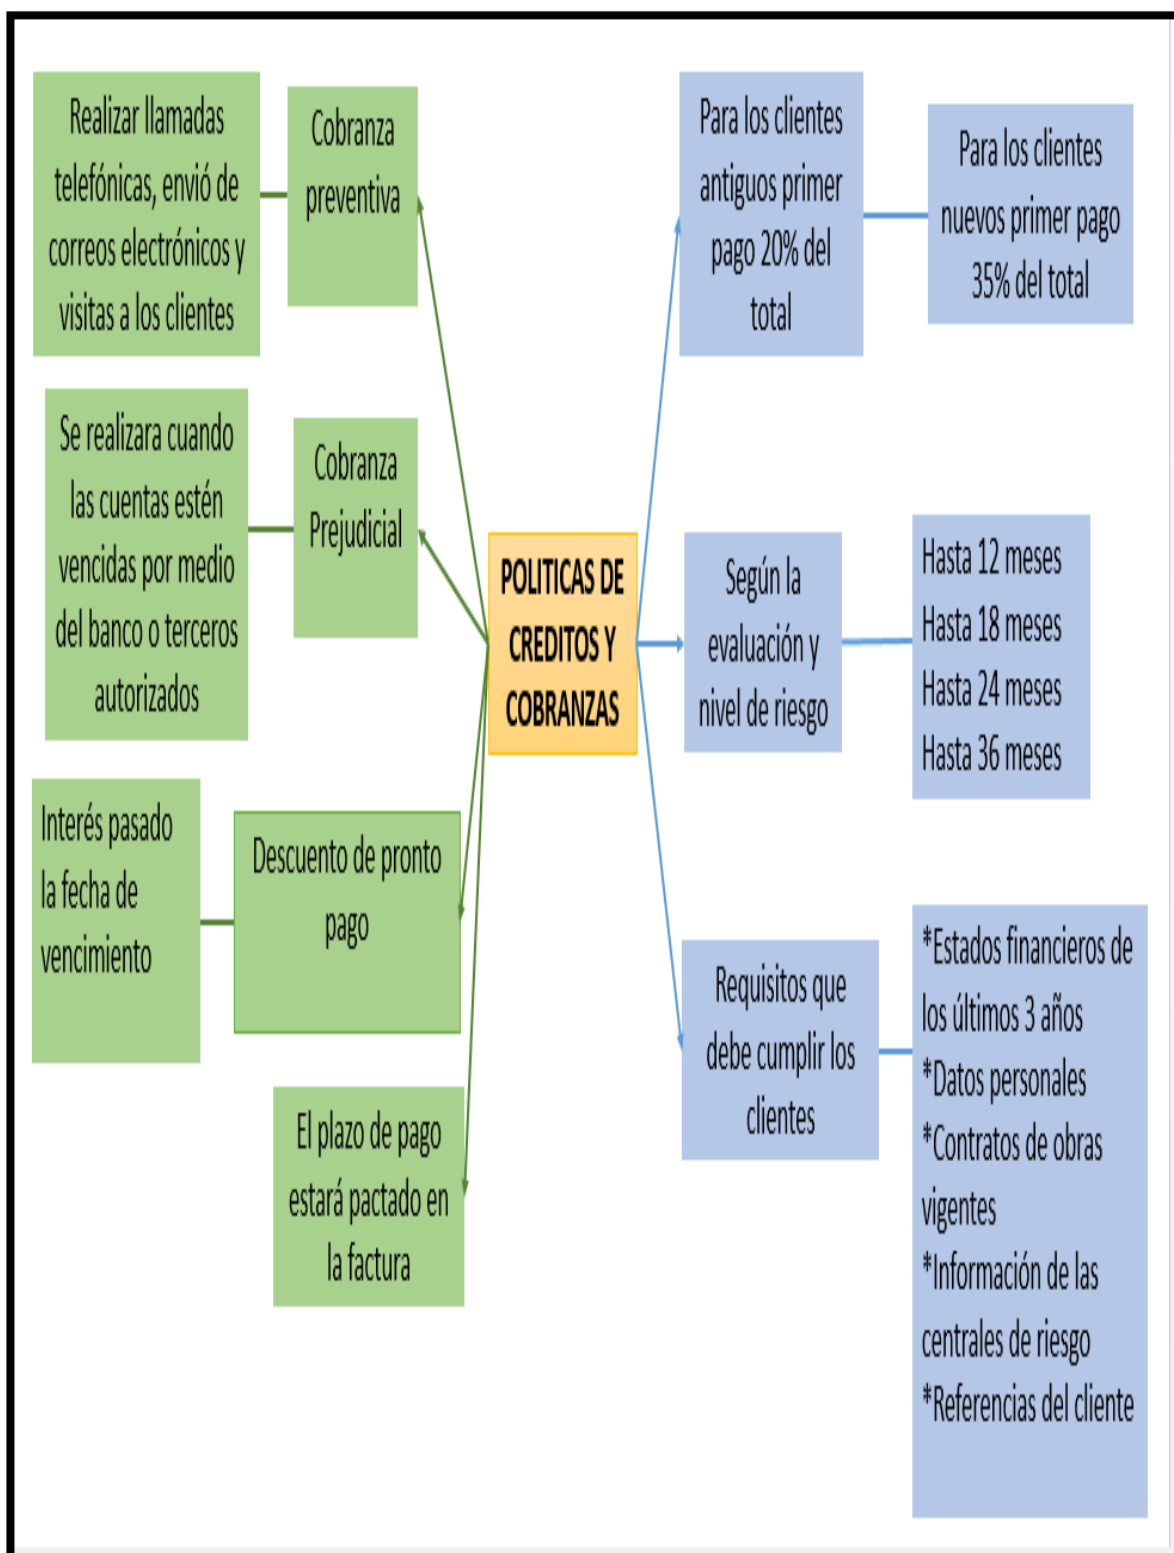 Realizar llamadas
telefónicas, envió de
correos electrónicos y
visitas a los clientes
Cobranza
preventiva
Se realizara cuando
las cuentas estén
vencidas por medio
del banco o terceros
autorizados
Cobranza
Prejudicial
Interés pasado
la fecha de
vencimiento
Descuento de pronto
pago
El plazo de pago
estará pactado en
la factura
POLITICAS DE
CREDITOS Y
COBRANZAS
Para los clientes
antiguos primer
pago 20% del
total
Para los clientes
nuevos primer pago
35% del total
Según la
evaluación y
nivel de riesgo
Hasta 12 meses
Hasta 18 meses
Hasta 24 meses
Hasta 36 meses
Requisitos que
debe cumplir los
clientes
*Estados financieros de
los últimos 3 años
*Datos personales
*Contratos de obras
vigentes
*Información de las
centrales de riesgo
*Referencias del cliente